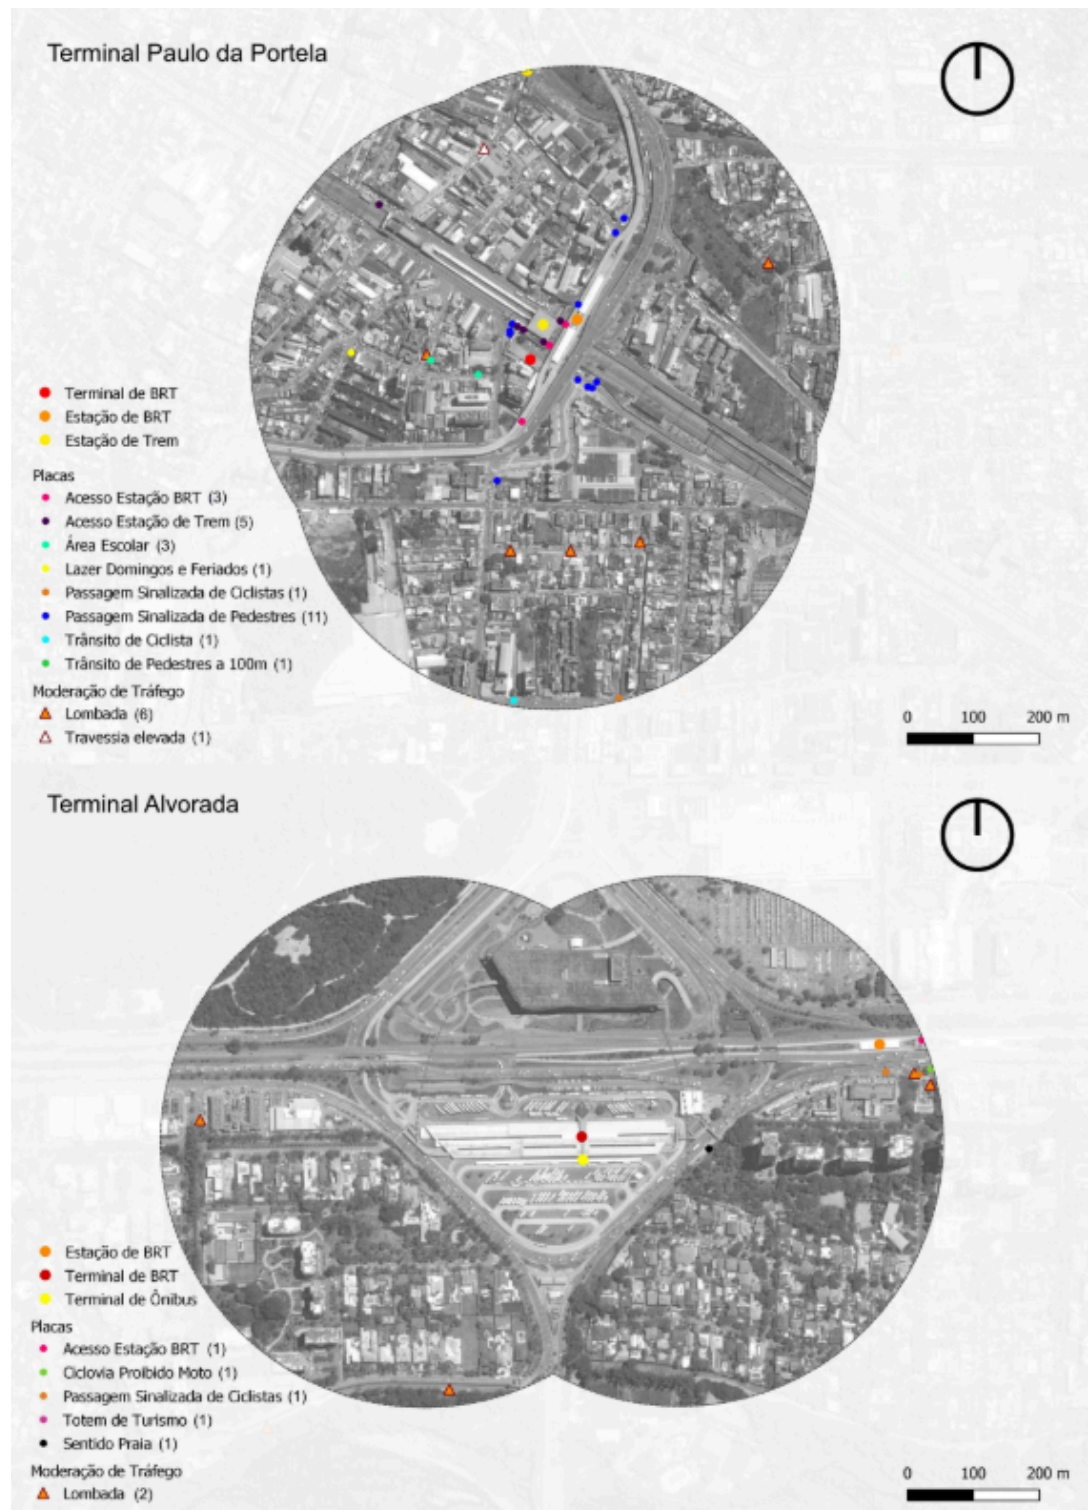 Terminal Paulo da Portela
Terminal de BRT
Estação de BRT
Estação de Trem
Placas
Acesso Estação BRT (3)
Acesso Estação de Trem (5)
Área Escolar (3)
Lazer Domingos e Feriados (1)
Passagem Sinalizada de Ciclistas (1)
Passagem Sinalizada de Pedestres (11)
Trânsito de Ciclista (1)
Trânsito de Pedestres a 100m (1)
Moderação de Tráfego
Lombada (6)
Travessia elevada (1)
0 100 200 m
Terminal Alvorada
Estação de BRT
Terminal de BRT
Terminal de Ônibus
Placas
Acesso Estação BRT (1)
Ciclovia Proibido Moto (1)
Passagem Sinalizada de Ciclistas (1)
Totem de Turismo (1)
Sentido Praia (1)
Moderação de Tráfego
Lombada (2)
0 100 200 m